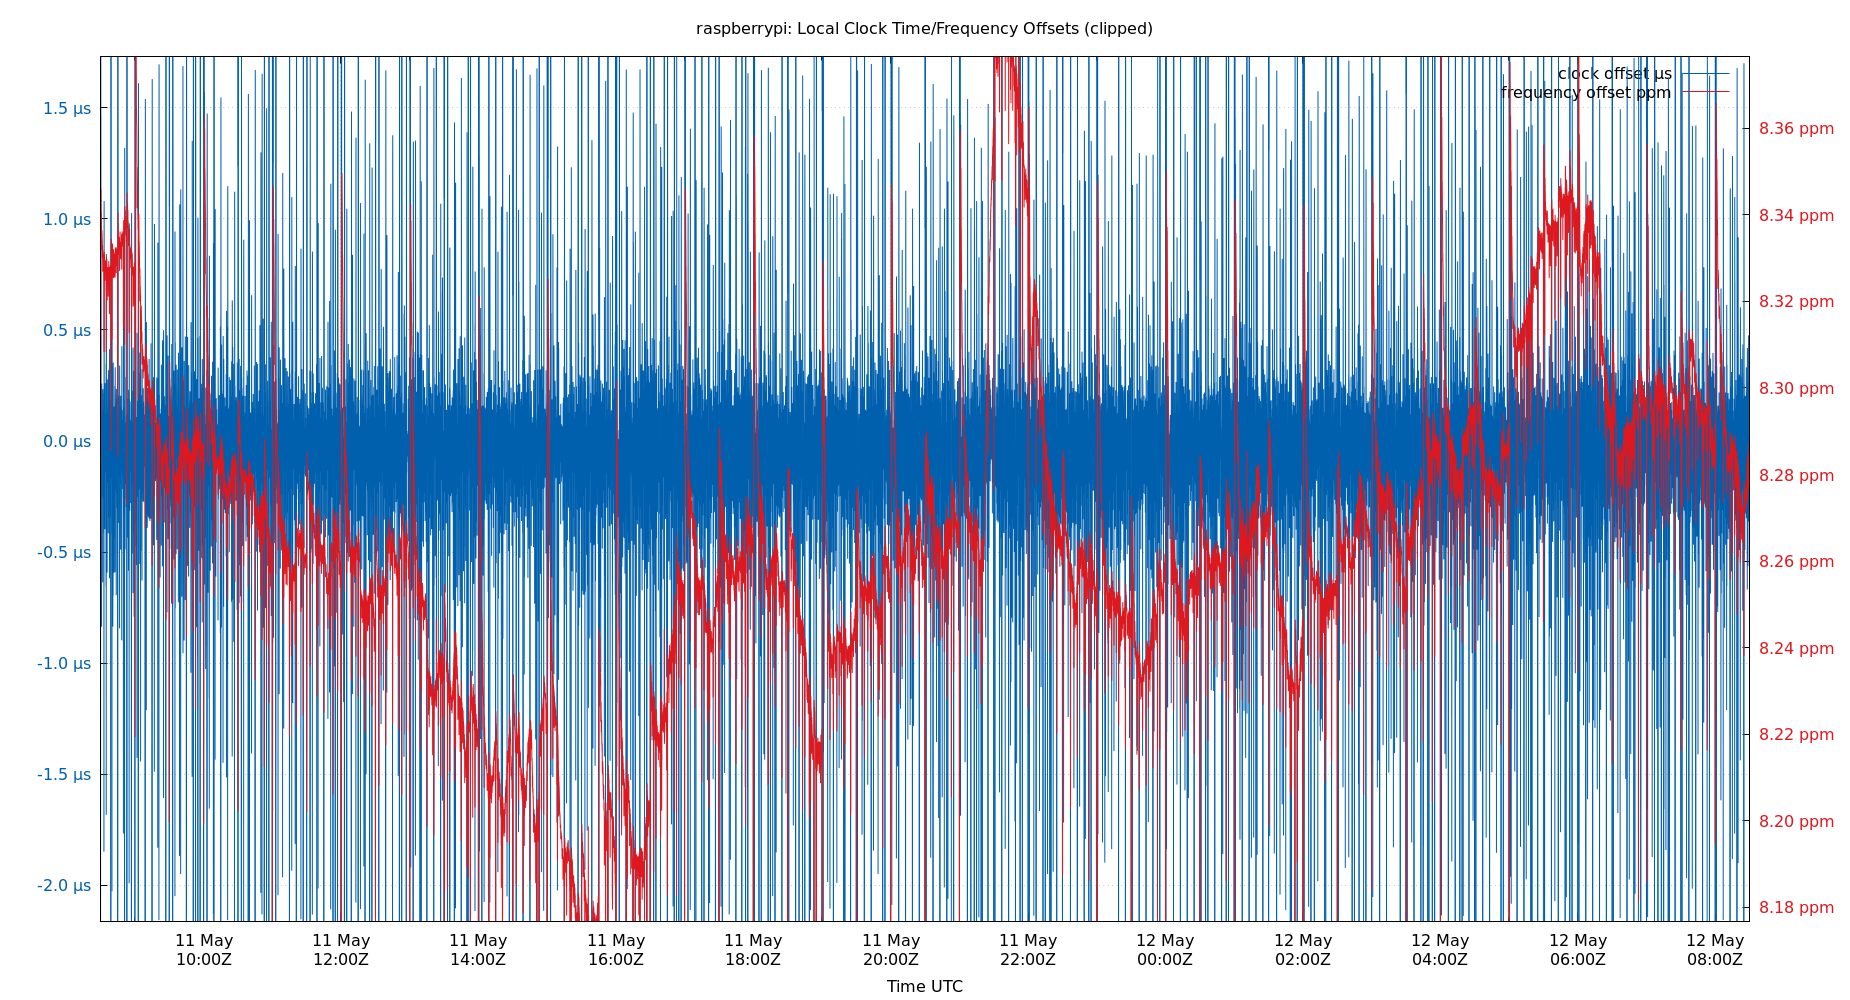 raspberrypi: Local Clock Time/Frequency Offsets (clipped)
clock offset µs
frequency offset ppm
1.5 µs
1.0 µs
0.5 µs
0.0 µs
-0.5 µs
-1.0 µs
-1.5 µs
-2.0 µs
8.36 ppm
8.34 ppm
8.32 ppm
8.30 ppm
8.28 ppm
8.26 ppm
8.24 ppm
8.22 ppm
8.20 ppm
8.18 ppm
11 May 11 May 11 May 11 May 11 May 11 May 11 May 12 May 12 May 12 May 12 May 12 May
10:00Z 12:00Z 14:00Z 16:00Z 18:00Z 20:00Z 22:00Z 00:00Z 02:00Z 04:00Z 06:00Z 08:00Z
Time UTC